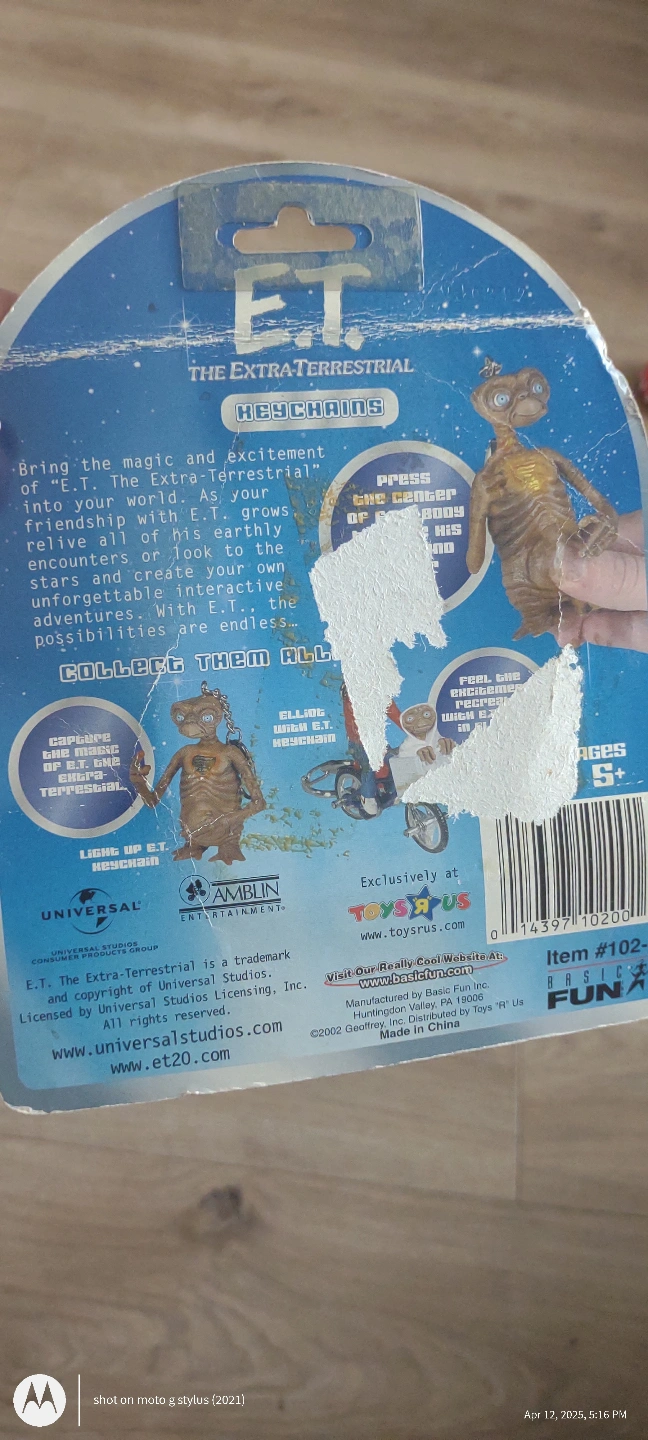 E.T.
THE EXTRA-TERRESTRIAL
KEYCHAINS
Bring the magic and excitement
of "E.T. The Extra-Terrestrial"
into your world. As your
friendship with E.T. grows
relive all of his earthly
encounters or look to the
stars and create your own
unforgettable interactive
adventures. With E.T., the
possibilities are endless…
PRESS
THE CENTER
OF BODY
HIS
COLLECT THEM ALL
CAPTURE
THE MAGIC
OF E.T. THE
EXTRA-
TERRESTIAL.
LIGHT UP E.T.
KEYCHAIN
ELLIOT
WITH E.T.
KEYCHAIN
FEEL THE
WITH
IN
AGES
5+
UNIVERSAL
UNIVERSAL STUDIOS
CONSUMER PRODUCTS GROUP
AMBLIN
ENTERTAINMENT
E.T. The Extra-Terrestrial is a trademark
and copyright of Universal Studios.
Licensed by Universal Studios Licensing, Inc.
All rights reserved.
www.universalstudios.com
www.et20.com
Exclusively at
TOYS "R" US
www.toysrus.com
Visit Our Really Cool Website At:
www.basicfun.com
Manufactured by Basic Fun Inc.
Huntingdon Valley, PA 19006
©2002 Geoffrey, Inc. Distributed by Toys "R" Us
Made in China
0 14397 10200
Item #102-
BASIC
FUN
shot on moto g stylus (2021)
Apr 12, 2025, 5:16 PM